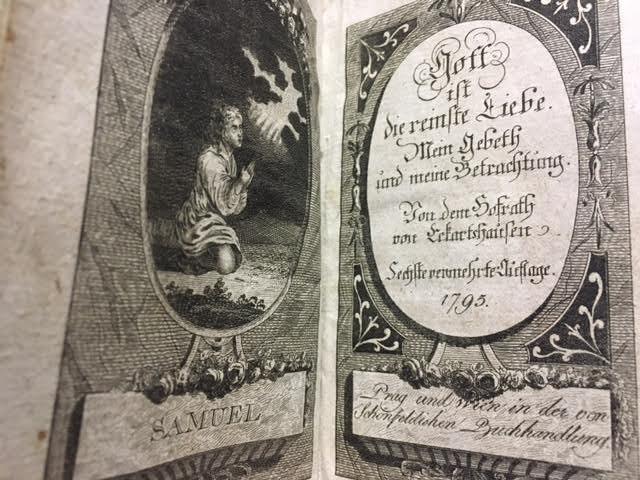 SAMUEL
Gott
ist
die reinste Liebe.
Mein Gebeth
und meine Betrachtung.
Von dem Hofrath
von Eckartshausen.
Sechste vermehrte Auflage.
1795.
Prag und Wien in der von
Schönfeldischen Buchhandlung